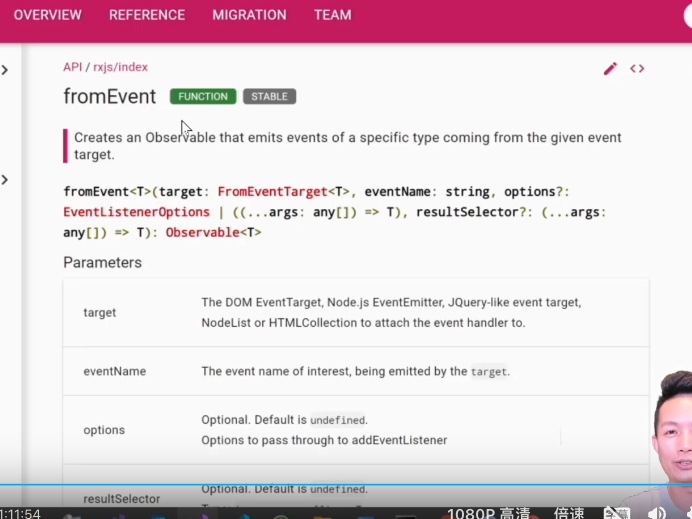 OVERVIEW REFERENCE MIGRATION TEAM
API / rxjs/index
fromEvent FUNCTION STABLE
Creates an Observable that emits events of a specific type coming from the given event
target.
fromEvent<T>(target: FromEventTarget<T>, eventName: string, options?:
EventListenerOptions | ((...args: any[]) => T), resultSelector?: (...args:
any[]) => T): Observable<T>
Parameters
target
The DOM EventTarget, Node.js EventEmitter, JQuery-like event target,
NodeList or HTMLCollection to attach the event handler to.
eventName
The event name of interest, being emitted by the target.
options
Optional. Default is undefined.
Options to pass through to addEventListener
resultSelector
Optional. Default is undefined.
1:11:54 1080P 高清 倍速